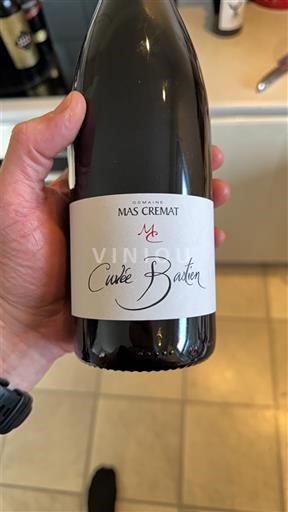 DOMAINE
MAS CREMAT
MC
VINIOU
Cuvée Bastien